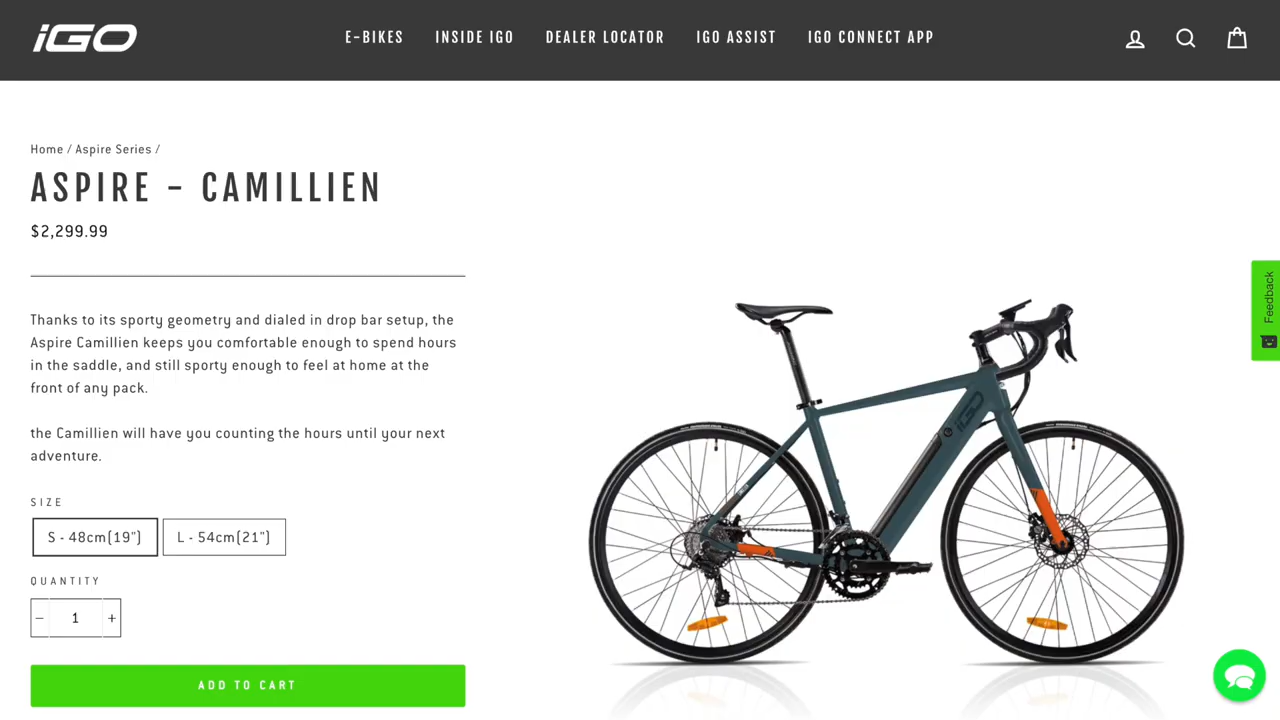 iGO
E-BIKES INSIDE IGO DEALER LOCATOR IGO ASSIST IGO CONNECT APP
Home / Aspire Series /
ASPIRE - CAMILLIEN
$2,299.99
Thanks to its sporty geometry and dialed in drop bar setup, the
Aspire Camillien keeps you comfortable enough to spend hours
in the saddle, and still sporty enough to feel at home at the
front of any pack.
the Camillien will have you counting the hours until your next
adventure.
SIZE
S - 48cm(19") L - 54cm(21")
QUANTITY
− 1 +
ADD TO CART
iGO
Feedback